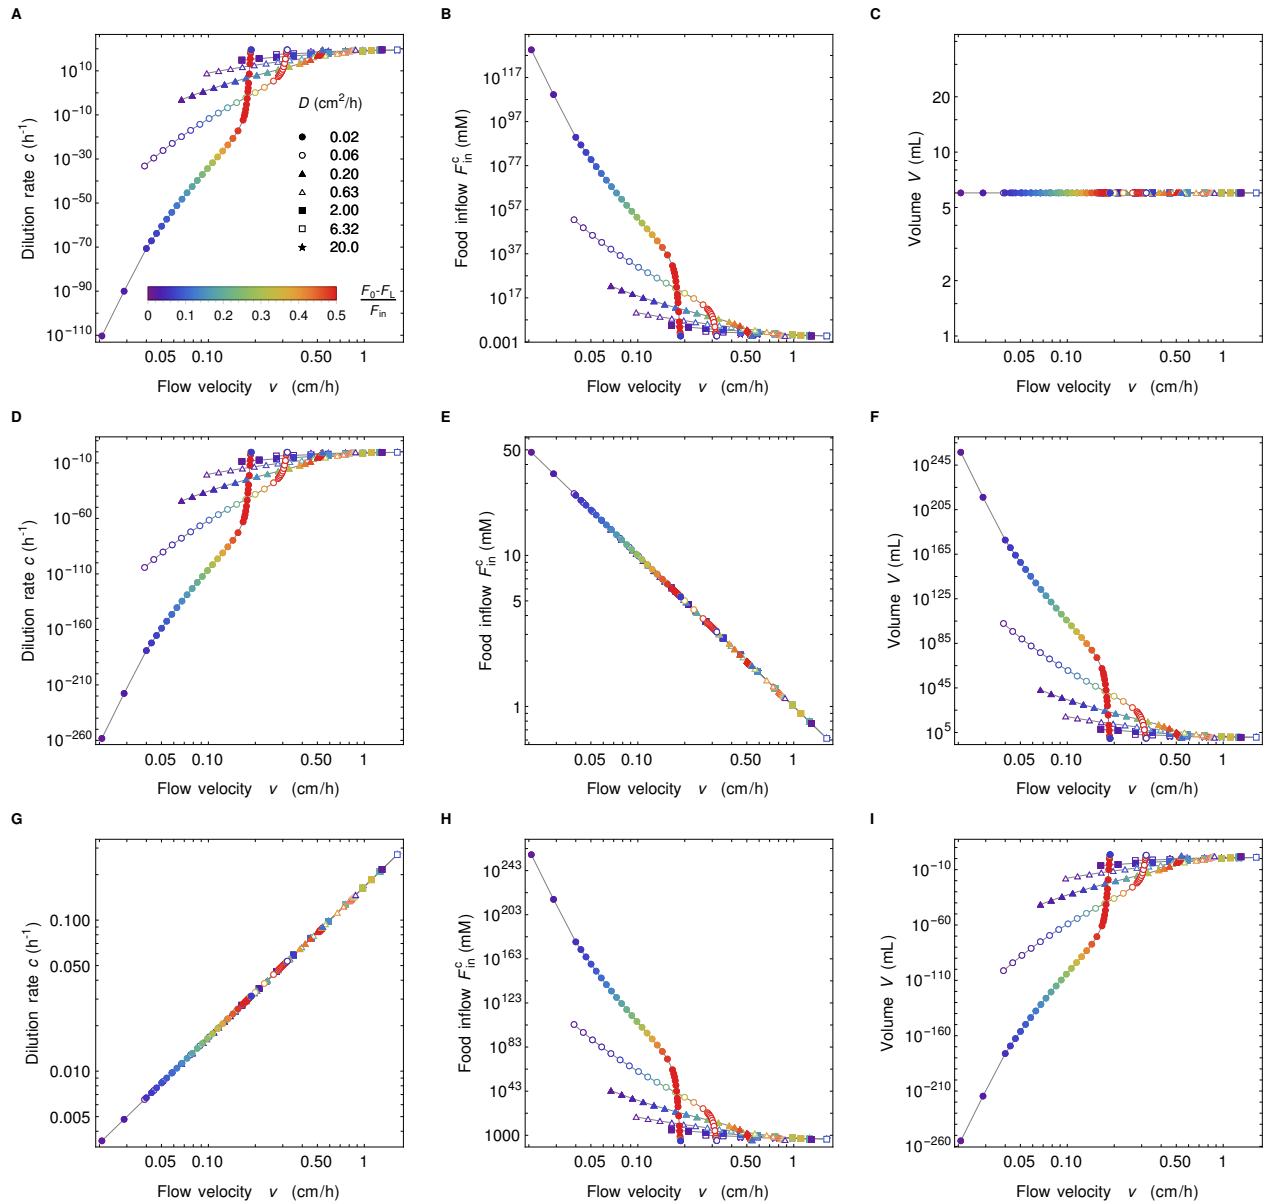 A
B
C
10^10
10^-10
10^-30
10^-50
10^-70
10^-90
10^-110
Dilution rate c (h^-1)
D (cm^2/h)
0.02
0.06
0.20
0.63
2.00
6.32
20.0
0 0.1 0.2 0.3 0.4 0.5
F_0-F_L
F_in
0.05 0.10 0.50 1
Flow velocity v (cm/h)
10^117
10^97
10^77
10^57
10^37
10^17
0.001
Food inflow F_in^c (mM)
0.05 0.10 0.50 1
Flow velocity v (cm/h)
20
10
5
2
1
Volume V (mL)
0.05 0.10 0.50 1
Flow velocity v (cm/h)
D
E
F
10^-10
10^-60
10^-110
10^-160
10^-210
10^-260
Dilution rate c (h^-1)
0.05 0.10 0.50 1
Flow velocity v (cm/h)
50
10
5
1
Food inflow F_in^c (mM)
0.05 0.10 0.50 1
Flow velocity v (cm/h)
10^245
10^205
10^165
10^125
10^85
10^45
10^5
Volume V (mL)
0.05 0.10 0.50 1
Flow velocity v (cm/h)
G
H
I
0.100
0.050
0.010
0.005
Dilution rate c (h^-1)
0.05 0.10 0.50 1
Flow velocity v (cm/h)
10^243
10^203
10^163
10^123
10^83
10^43
1000
Food inflow F_in^c (mM)
0.05 0.10 0.50 1
Flow velocity v (cm/h)
10^-10
10^-60
10^-110
10^-160
10^-210
10^-260
Volume V (mL)
0.05 0.10 0.50 1
Flow velocity v (cm/h)